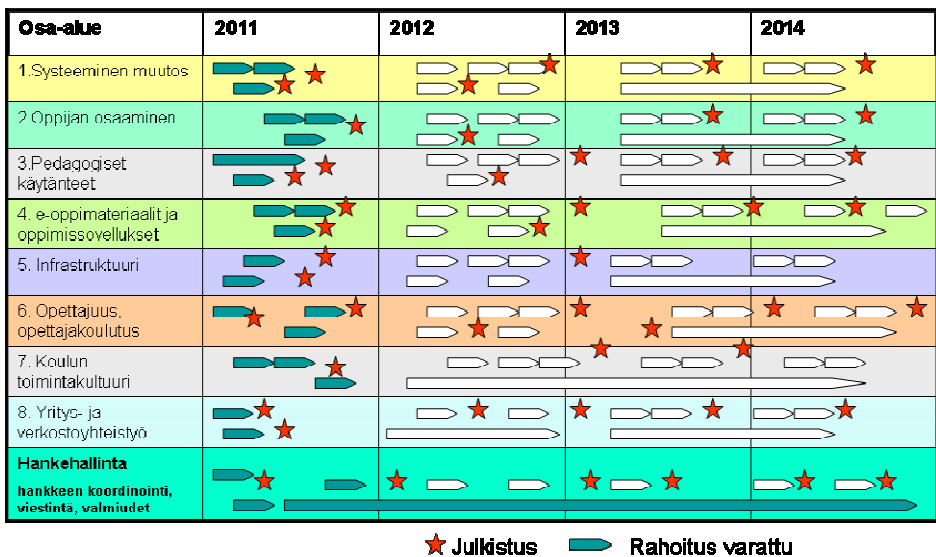 Osa-alue 2011 2012 2013 2014
1.Systeeminen muutos
2 Oppijan osaaminen
3.Pedagogiset
käytänteet
4. e-oppimateriaalit ja
oppimissovellukset
5. Infrastruktuuri
6. Opettajuus,
opettajakoulutus
7. Koulun
toimintakultuuri
8. Yritys- ja
verkostoyhteistyö
Hankehallinta
hankkeen koordinointi,
viestintä, valmiudet
Julkistus Rahoitus varattu